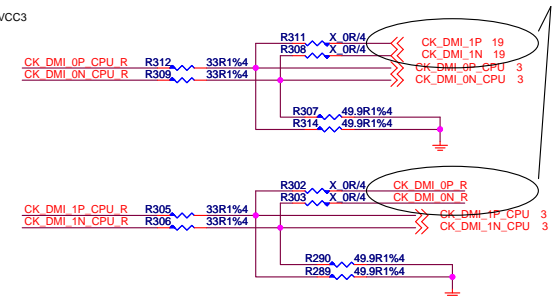 VCC3
R311 X_0R/4 CK_DMI_1P 19
R308 X_0R/4 CK_DMI_1N 19
CK_DMI_0P_CPU_R R312 33R1%4 CK_DMI_0P_CPU 3
CK_DMI_0N_CPU_R R309 33R1%4 CK_DMI_0N_CPU 3
R307 49.9R1%4
R314 49.9R1%4
R302 X_0R/4 CK_DMI_0P_R
R303 X_0R/4 CK_DMI_0N_R
CK_DMI_1P_CPU_R R305 33R1%4 CK_DMI_1P_CPU 3
CK_DMI_1N_CPU_R R306 33R1%4 CK_DMI_1N_CPU 3
R290 49.9R1%4
R289 49.9R1%4